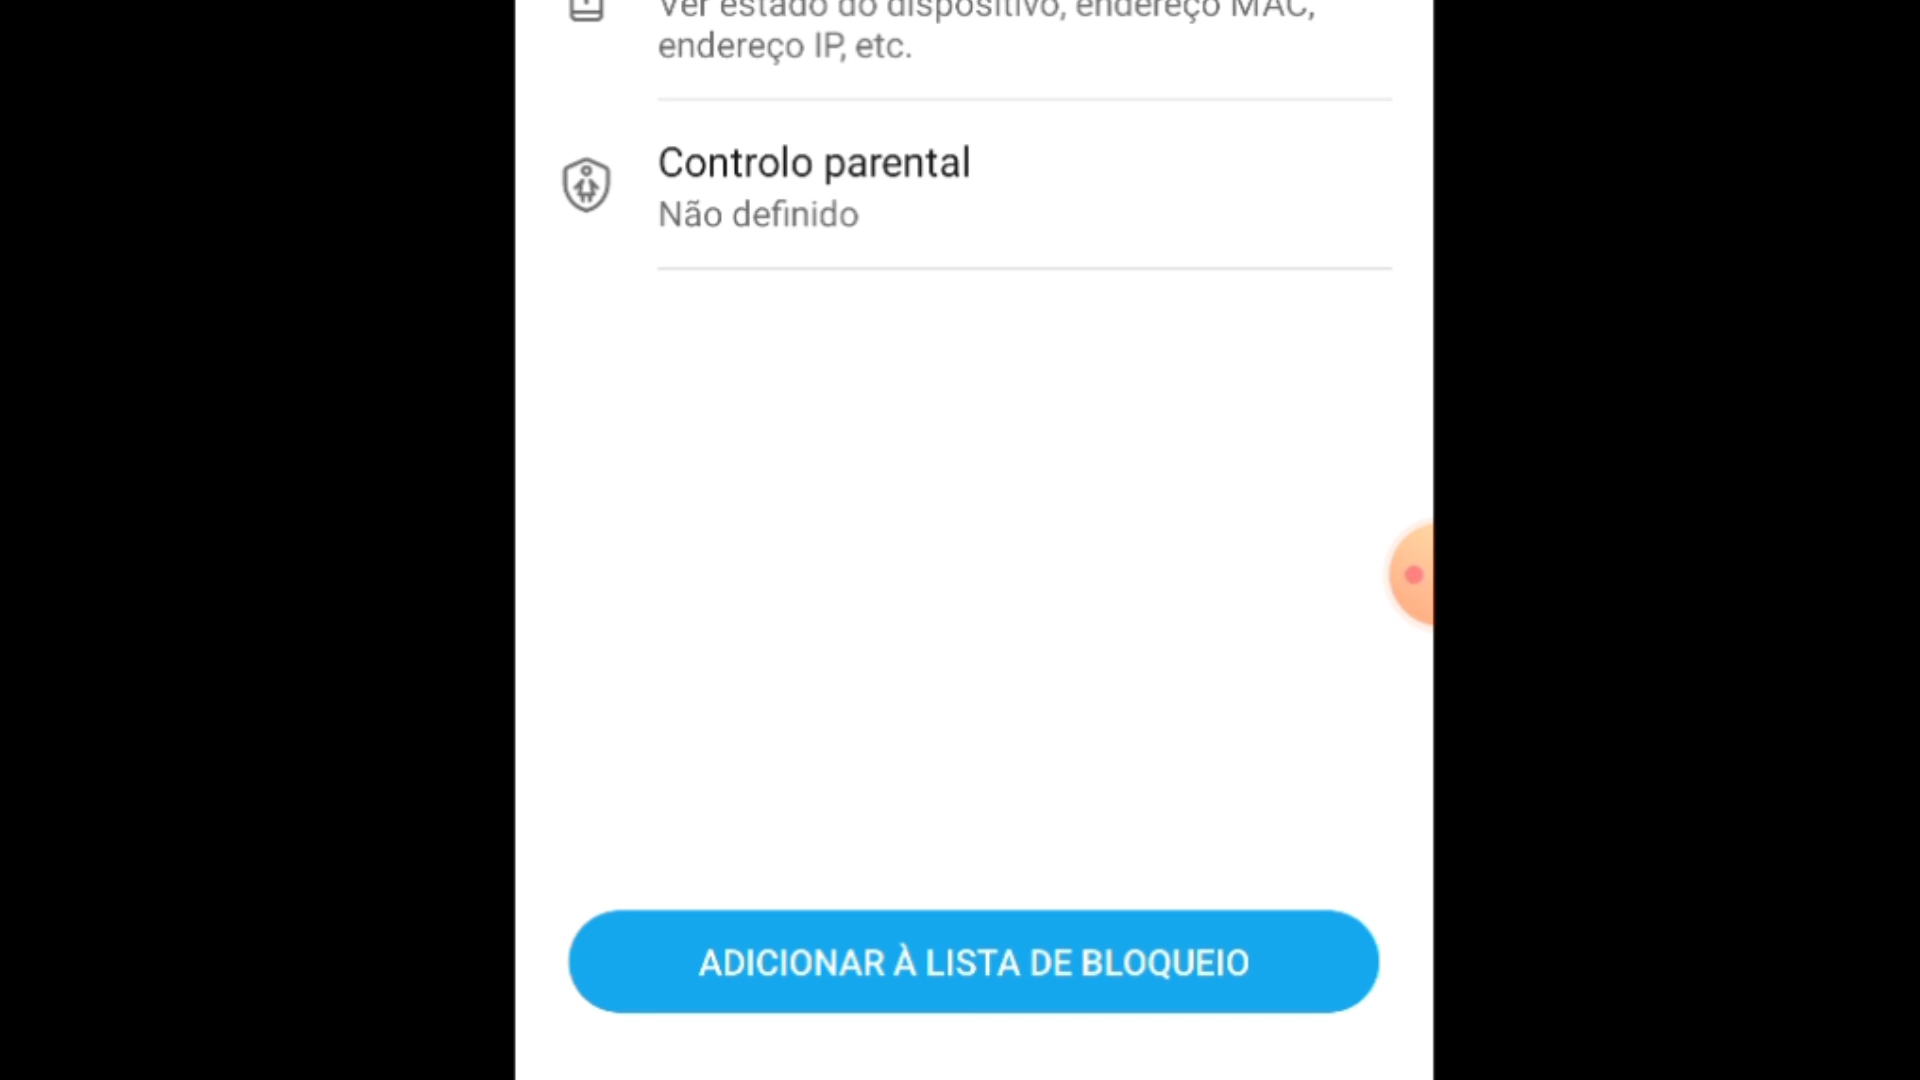 Ver estado do dispositivo, endereço MAC,
endereço IP, etc.
Controlo parental
Não definido
ADICIONAR À LISTA DE BLOQUEIO